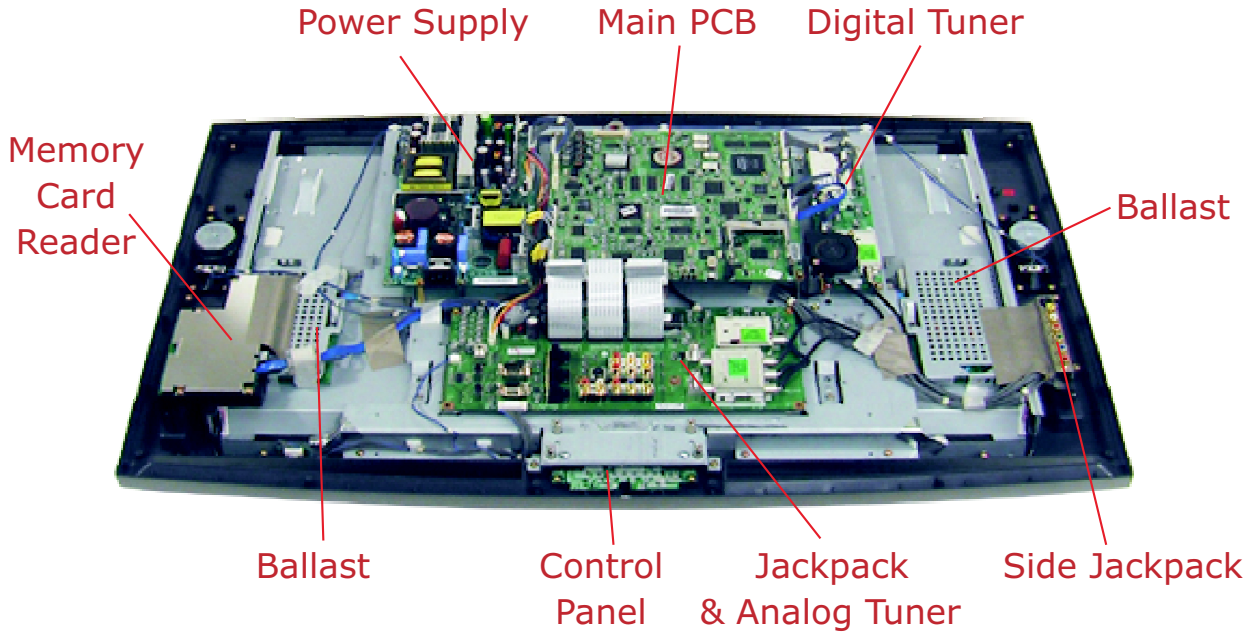 Power Supply
Main PCB
Digital Tuner
Memory
Card
Reader
Ballast
Ballast
Control
Panel
Jackpack
& Analog Tuner
Side Jackpack